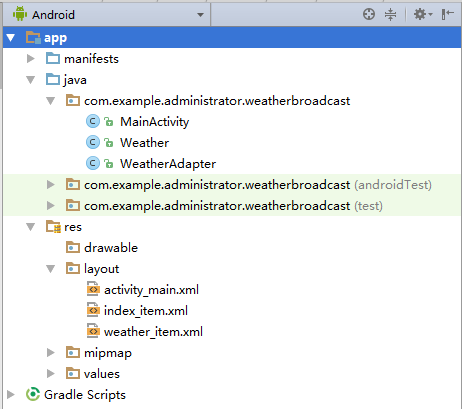 Android
app
manifests
java
com.example.administrator.weatherbroadcast
C MainActivity
C Weather
C WeatherAdapter
com.example.administrator.weatherbroadcast (androidTest)
com.example.administrator.weatherbroadcast (test)
res
drawable
layout
activity_main.xml
index_item.xml
weather_item.xml
mipmap
values
Gradle Scripts